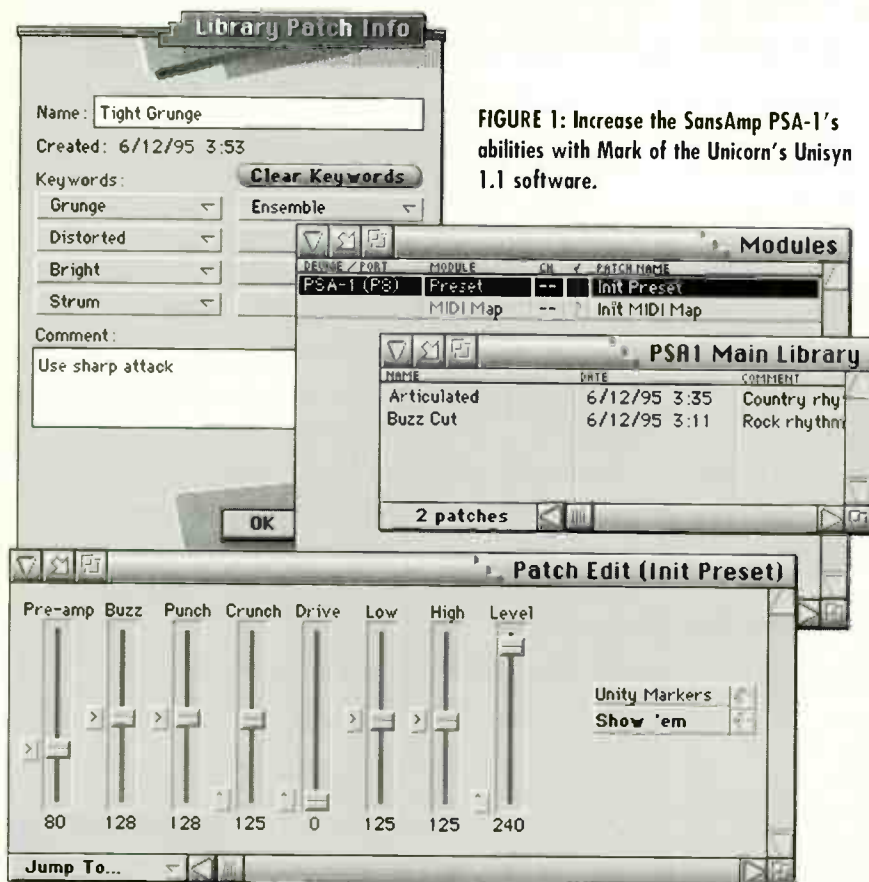 Library Patch Info
Name: Tight Grunge
Created: 6/12/95 3:53
Keywords: Clear Keywords
Grunge Ensemble
Distorted
Bright
Strum
Comment:
Use sharp attack
OK
FIGURE 1: Increase the SansAmp PSA-1's
abilities with Mark of the Unicorn's Unisyn
1.1 software.
Modules
DEVICE / PORT MODULE CH PATCH NAME
PSA-1 (P8) Preset -- Init Preset
MIDI Map -- ? Init MIDI Map
PSA1 Main Library
NAME DATE COMMENT
Articulated 6/12/95 3:35 Country rhy
Buzz Cut 6/12/95 3:11 Rock rhythm
2 patches
Patch Edit (Init Preset)
Pre-amp Buzz Punch Crunch Drive Low High Level
Unity Markers
Show 'em
80 128 128 125 0 125 125 240
Jump To...